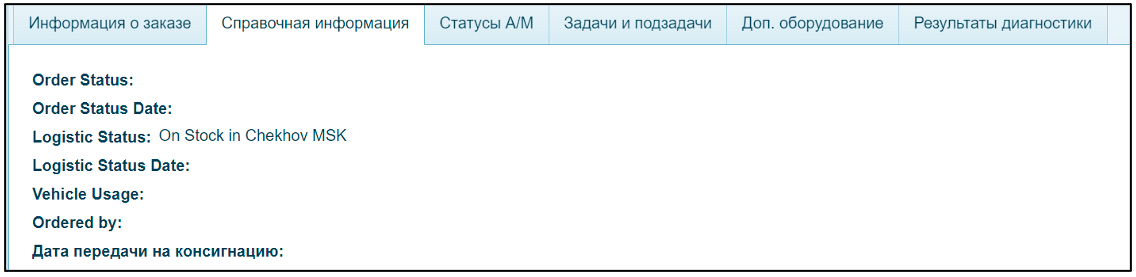 Информация о заказе Справочная информация Статусы А/М Задачи и подзадачи Доп. оборудование Результаты диагностики
Order Status:
Order Status Date:
Logistic Status: On Stock in Chekhov MSK
Logistic Status Date:
Vehicle Usage:
Ordered by:
Дата передачи на консигнацию: